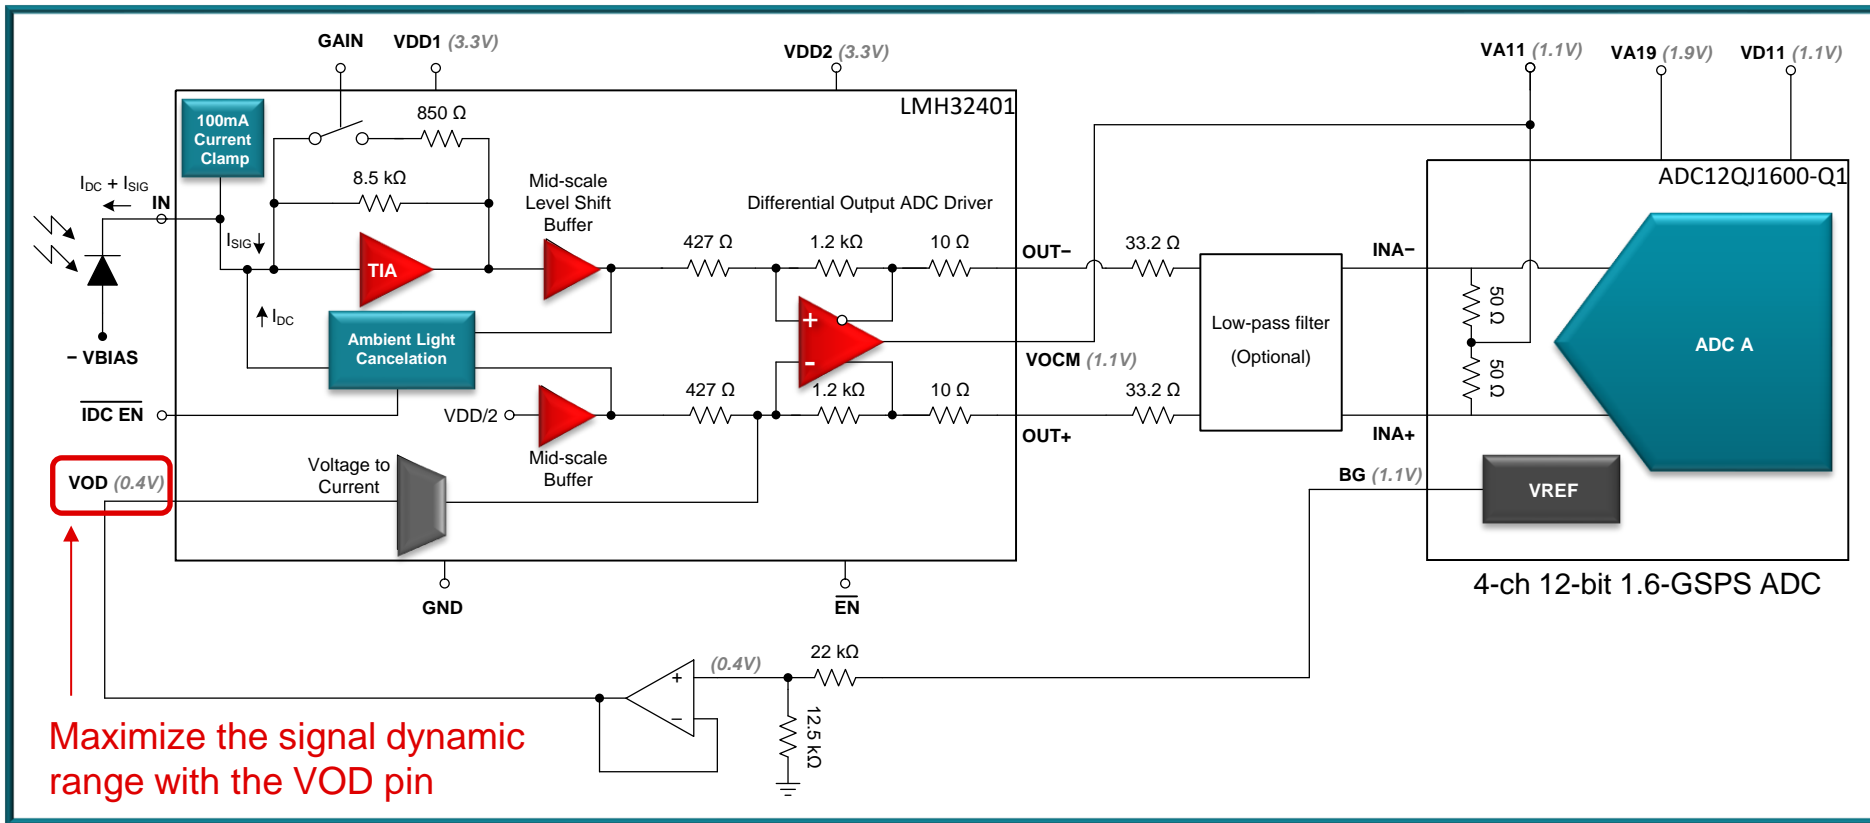 GAIN
VDD1 (3.3V)
VDD2 (3.3V)
VA11 (1.1V)
VA19 (1.9V)
VD11 (1.1V)
LMH32401
100mA
Current
Clamp
850 Ω
8.5 kΩ
Mid-scale
Level Shift
Buffer
Differential Output ADC Driver
ADC12QJ1600-Q1
IDC + ISIG
IN
ISIG
TIA
427 Ω
1.2 kΩ
10 Ω
OUT−
33.2 Ω
INA−
50 Ω
IDC
Ambient Light
Cancelation
+
-
Low-pass filter
(Optional)
ADC A
− VBIAS
VOCM (1.1V)
50 Ω
IDC EN
VDD/2
427 Ω
1.2 kΩ
10 Ω
33.2 Ω
OUT+
INA+
Mid-scale
Buffer
Voltage to
Current
VOD (0.4V)
BG (1.1V)
VREF
GND
EN
4-ch 12-bit 1.6-GSPS ADC
(0.4V)
22 kΩ
+
−
12.5 kΩ
Maximize the signal dynamic
range with the VOD pin